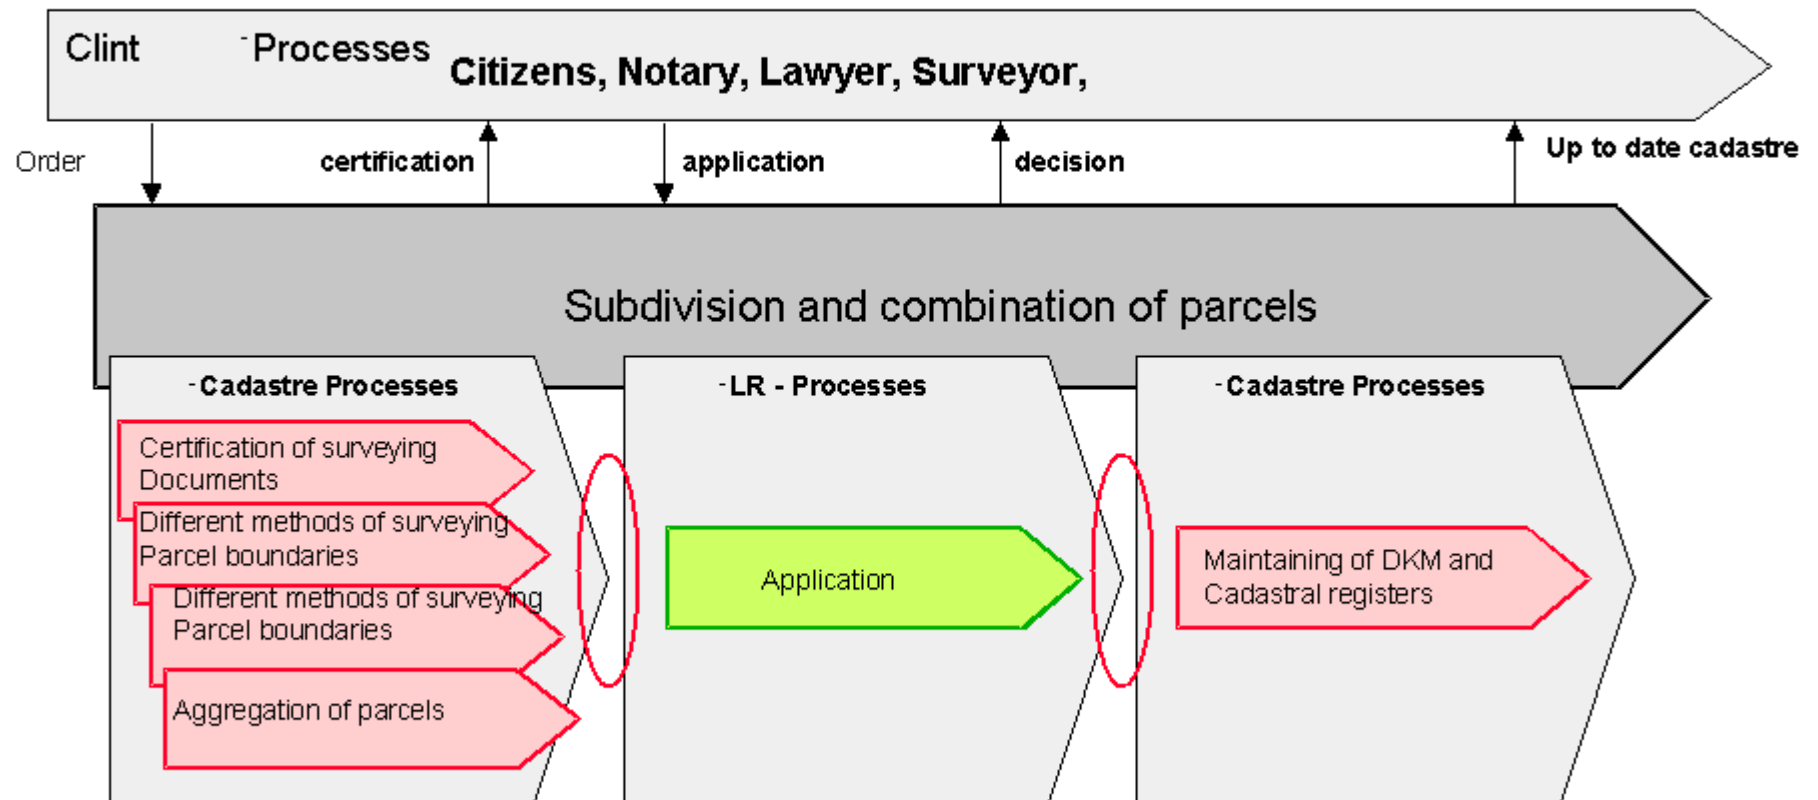 Clint -Processes
Citizens, Notary, Lawyer, Surveyor,
Order
certification
application
decision
Up to date cadastre
Subdivision and combination of parcels
-Cadastre Processes
Certification of surveying
Documents
Different methods of surveying
Parcel boundaries
Different methods of surveying
Parcel boundaries
Aggregation of parcels
-LR - Processes
Application
-Cadastre Processes
Maintaining of DKM and
Cadastral registers